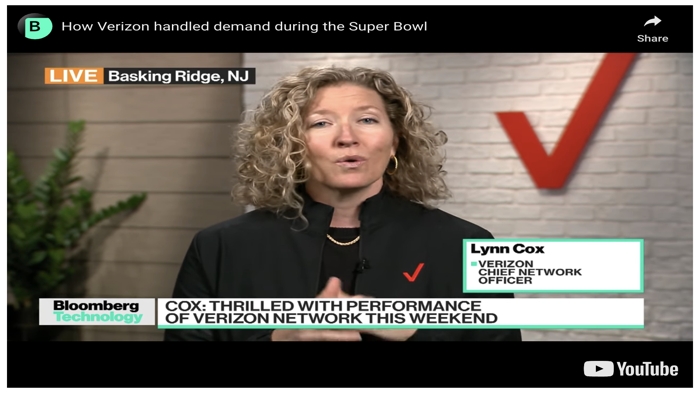 B
How Verizon handled demand during the Super Bowl
Share
LIVE Basking Ridge, NJ
Lynn Cox
VERIZON
CHIEF NETWORK
OFFICER
Bloomberg
Technology
COX: THRILLED WITH PERFORMANCE
OF VERIZON NETWORK THIS WEEKEND
YouTube